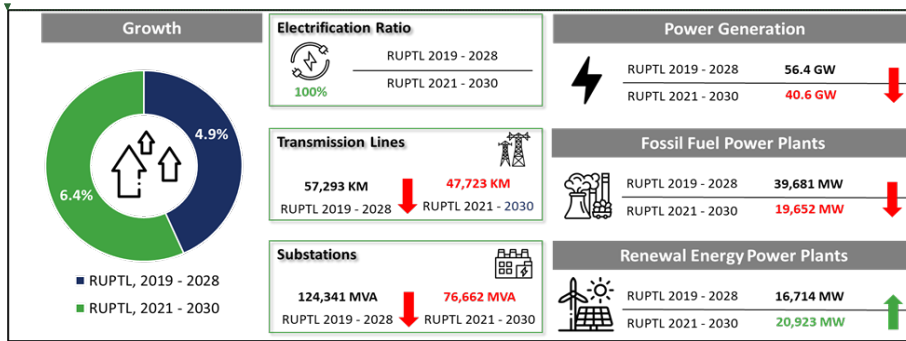 Growth
4.9%
6.4%
RUPTL, 2019 - 2028
RUPTL, 2021 - 2030
Electrification Ratio
100%
RUPTL 2019 - 2028
RUPTL 2021 - 2030
Transmission Lines
57,293 KM
47,723 KM
RUPTL 2019 - 2028
RUPTL 2021 - 2030
Substations
124,341 MVA
76,662 MVA
RUPTL 2019 - 2028
RUPTL 2021 - 2030
Power Generation
RUPTL 2019 - 2028 56.4 GW
RUPTL 2021 - 2030 40.6 GW
Fossil Fuel Power Plants
RUPTL 2019 - 2028 39,681 MW
RUPTL 2021 - 2030 19,652 MW
Renewal Energy Power Plants
RUPTL 2019 - 2028 16,714 MW
RUPTL 2021 - 2030 20,923 MW